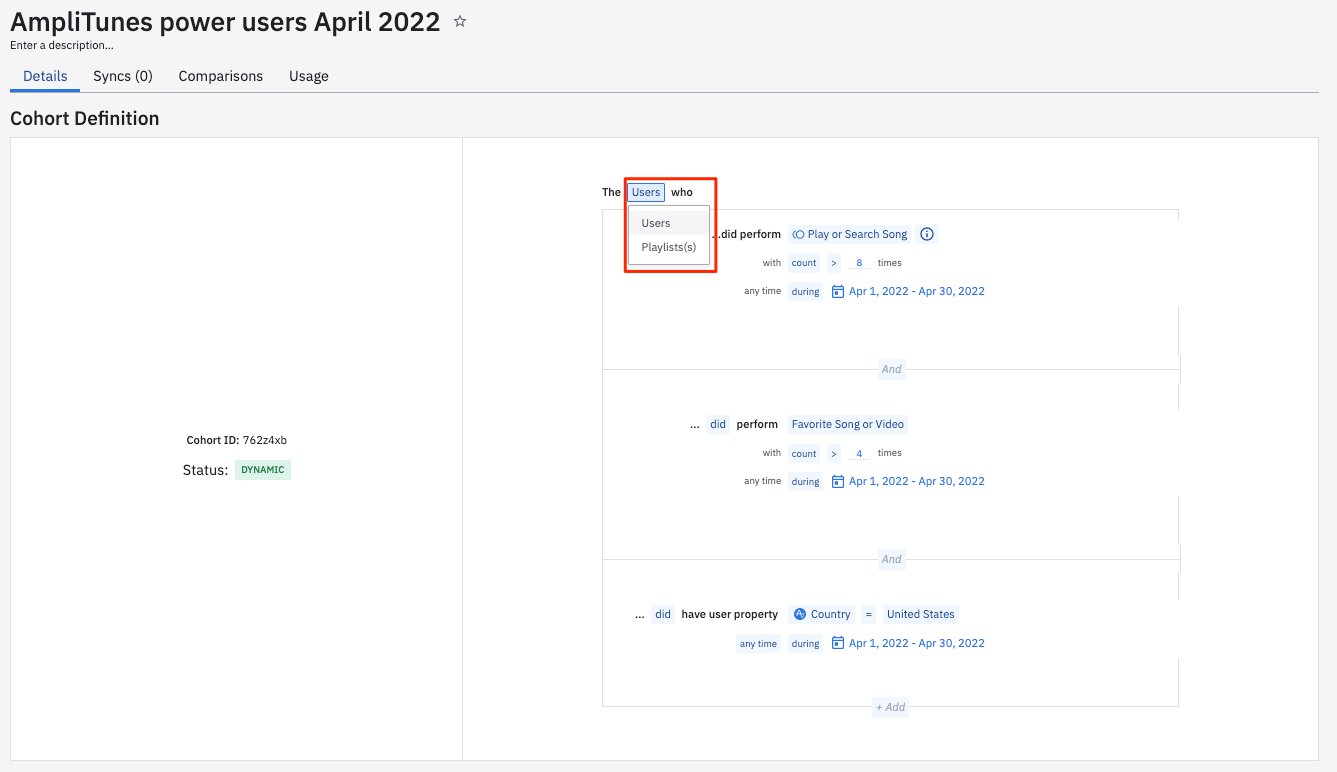 AmpliTunes power users April 2022
Enter a description...
Details Syncs (0) Comparisons Usage
Cohort Definition
Cohort ID: 762z4xb
Status: DYNAMIC
The Users who
Users
Playlists(s)
...did perform Play or Search Song
with count > 8 times
any time during Apr 1, 2022 - Apr 30, 2022
And
... did perform Favorite Song or Video
with count > 4 times
any time during Apr 1, 2022 - Apr 30, 2022
And
... did have user property Country = United States
any time during Apr 1, 2022 - Apr 30, 2022
+ Add